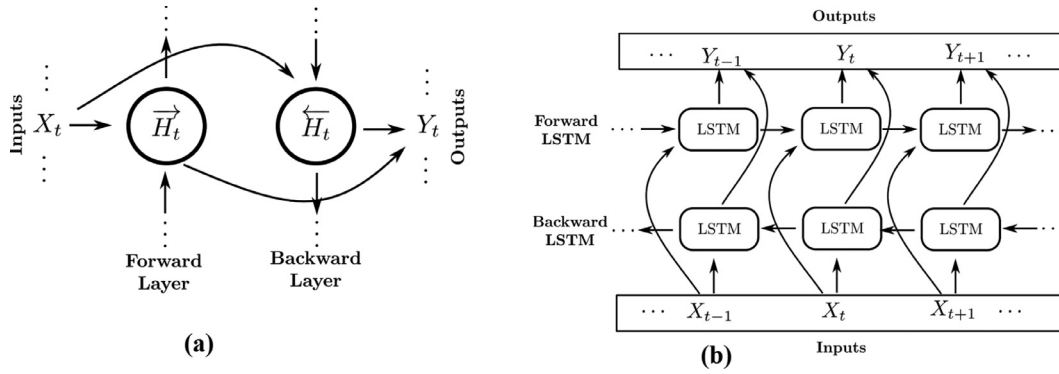 Inputs
X_t
→H_t
←H_t
Y_t
Outputs
Forward
Layer
Backward
Layer
(a)
Outputs
... Y_{t−1} Y_t Y_{t+1} ...
Forward
LSTM
... LSTM LSTM LSTM ...
Backward
LSTM
... LSTM LSTM LSTM ...
... X_{t−1} X_t X_{t+1} ...
Inputs
(b)